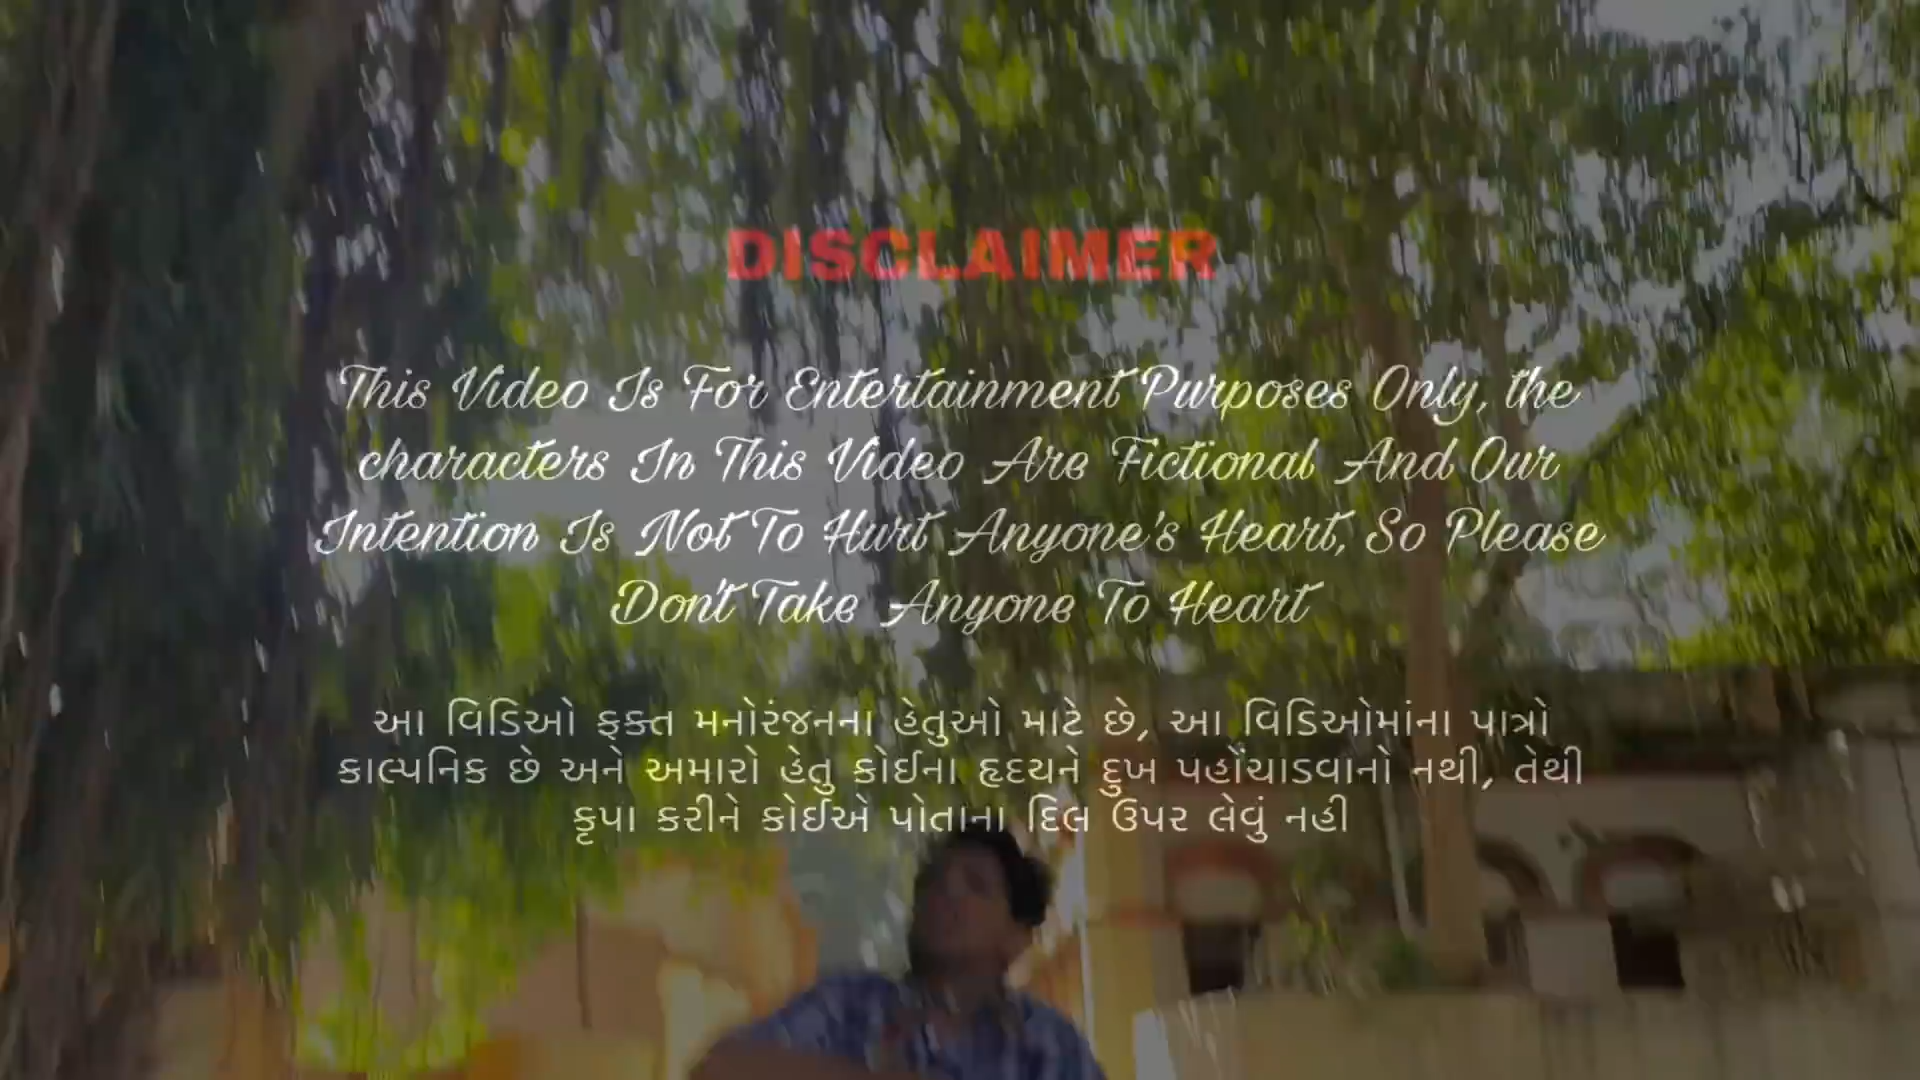 DISCLAIMER
This Video Is For Entertainment Purposes Only, the
characters In This Video Are Fictional And Our
Intention Is Not To Hurt Anyone's Heart, So Please
Don't Take Anyone To Heart
આ વિડિઓ ફક્ત મનોરંજનના હેતુઓ માટે છે, આ વિડિઓમાંના પાત્રો
કાલ્પનિક છે અને અમારો હેતુ કોઈના હૃદયને દુખ પહોંચાડવાનો નથી, તેથી
કૃપા કરીને કોઈએ પોતાના દિલ ઉપર લેવું નહી